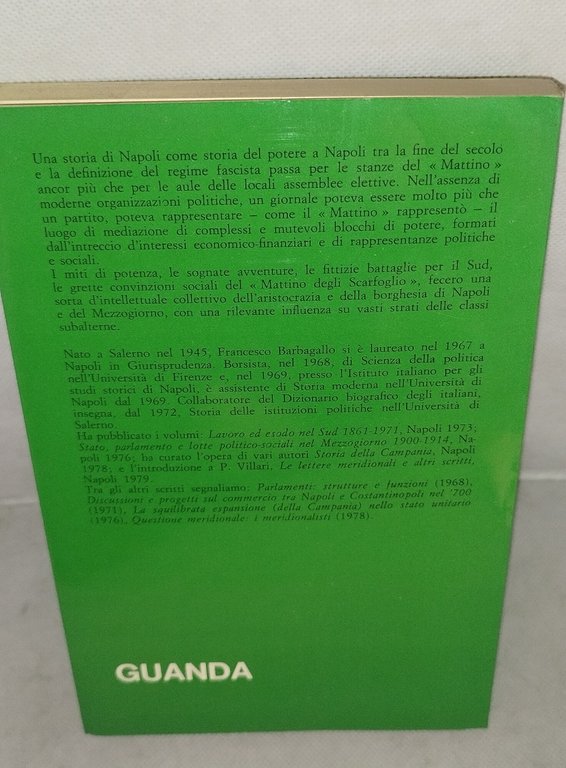 Una storia di Napoli come storia del potere a Napoli tra la fine del secolo
e la definizione del regime fascista passa per le stanze del « Mattino »
ancor più che per le aule delle locali assemblee elettive. Nell'assenza di
moderne organizzazioni politiche, un giornale poteva essere molto più che
un partito, poteva rappresentare – come il « Mattino » rappresentò – il
luogo di mediazione di complessi e mutevoli blocchi di potere, formati
dall'intreccio d'interessi economico-finanziari e di rappresentanze politiche
e sociali.
I miti di potenza, le sognate avventure, le fittizie battaglie per il Sud,
le grette convinzioni sociali del « Mattino degli Scarfoglio », fecero una
sorta d'intellettuale collettivo dell'aristocrazia e della borghesia di Napoli
e del Mezzogiorno, con una rilevante influenza su vasti strati delle classi
subalterne.
Nato a Salerno nel 1945, Francesco Barbagallo si è laureato nel 1967 a
Napoli in Giurisprudenza. Borsista, nel 1968, di Scienza della politica
nell'Università di Firenze e, nel 1969, presso l'Istituto italiano per gli
studi storici di Napoli, è assistente di Storia moderna nell'Università di
Napoli dal 1969. Collaboratore del Dizionario biografico degli italiani,
insegna, dal 1972, Storia delle istituzioni politiche nell'Università di
Salerno.
Ha pubblicato i volumi: Lavoro ed esodo nel Sud 1861-1971, Napoli 1973;
Stato, parlamento e lotte politico-sociali nel Mezzogiorno 1900-1914, Na-
poli 1976; ha curato l'opera di vari autori Storia della Campania, Napoli
1978, e l'introduzione a P. Villari, Le lettere meridionali e altri scritti,
Napoli 1979.
Tra gli altri scritti segnaliamo: Parlamenti: strutture e funzioni (1968),
Discussioni e progetti sul commercio tra Napoli e Costantinopoli nel '700
(1971), La squilibrata espansione (della Campania) nello stato unitario
(1976), Questione meridionale: i meridionalisti (1978).
GUANDA